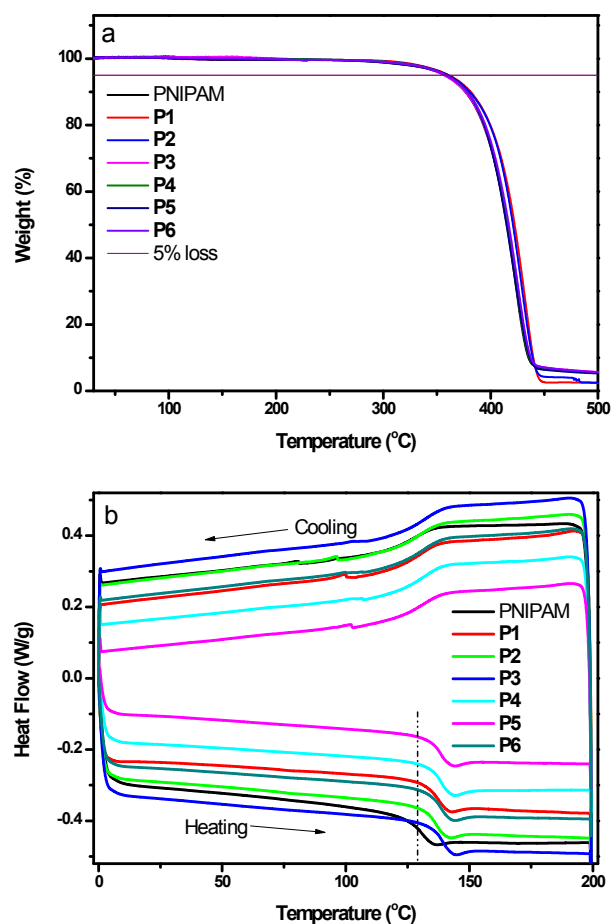 a
100
80
60
40
20
0
Weight (%)
PNIPAM
P1
P2
P3
P4
P5
P6
5% loss
100 200 300 400 500
Temperature (°C)
b
0.4
0.2
0.0
-0.2
-0.4
Heat Flow (W/g)
Cooling
PNIPAM
P1
P2
P3
P4
P5
P6
Heating
0 50 100 150 200
Temperature (°C)